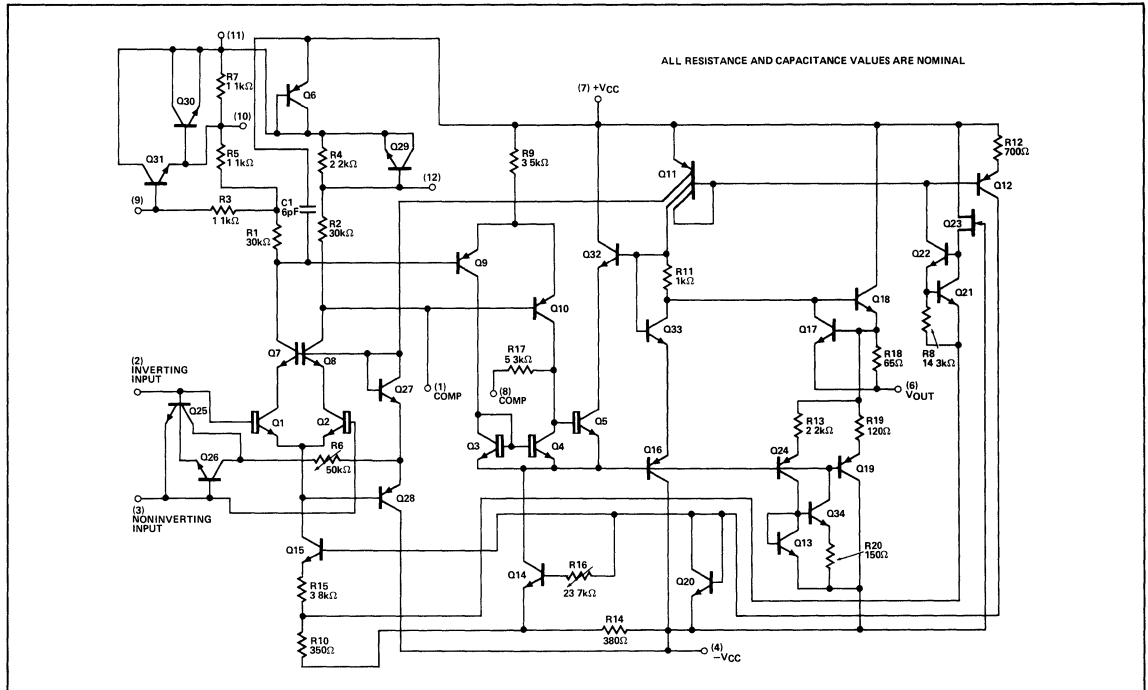 ALL RESISTANCE AND CAPACITANCE VALUES ARE NOMINAL
(11)
R7
1 1kΩ
Q30
(10)
Q31
R5
1 1kΩ
(9)
R3
1 1kΩ
R1
30kΩ
C1
6pF
Q6
R4
2 2kΩ
Q29
(12)
R2
30kΩ
(7) +VCC
R9
3 5kΩ
Q11
R12
700Ω
Q12
Q23
Q22
Q21
R8
14 3kΩ
Q9
Q10
Q32
R11
1kΩ
Q33
Q18
Q17
R18
65Ω
(6)
VOUT
Q7
Q8
Q27
(1)
COMP
R17
5 3kΩ
(8)
COMP
(2)
INVERTING
INPUT
Q25
Q1
Q2
Q26
R6
50kΩ
Q28
(3)
NONINVERTING
INPUT
Q3
Q4
Q5
Q16
R13
2 2kΩ
R19
120Ω
Q24
Q19
Q34
Q13
R20
150Ω
Q15
R15
3 8kΩ
R10
350Ω
Q14
R16
23 7kΩ
Q20
R14
380Ω
(4)
−VCC